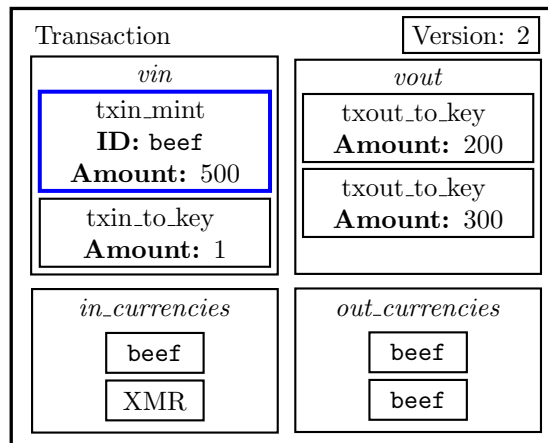 Transaction
Version: 2
vin
txin_mint
ID: beef
Amount: 500
txin_to_key
Amount: 1
vout
txout_to_key
Amount: 200
txout_to_key
Amount: 300
in_currencies
beef
XMR
out_currencies
beef
beef